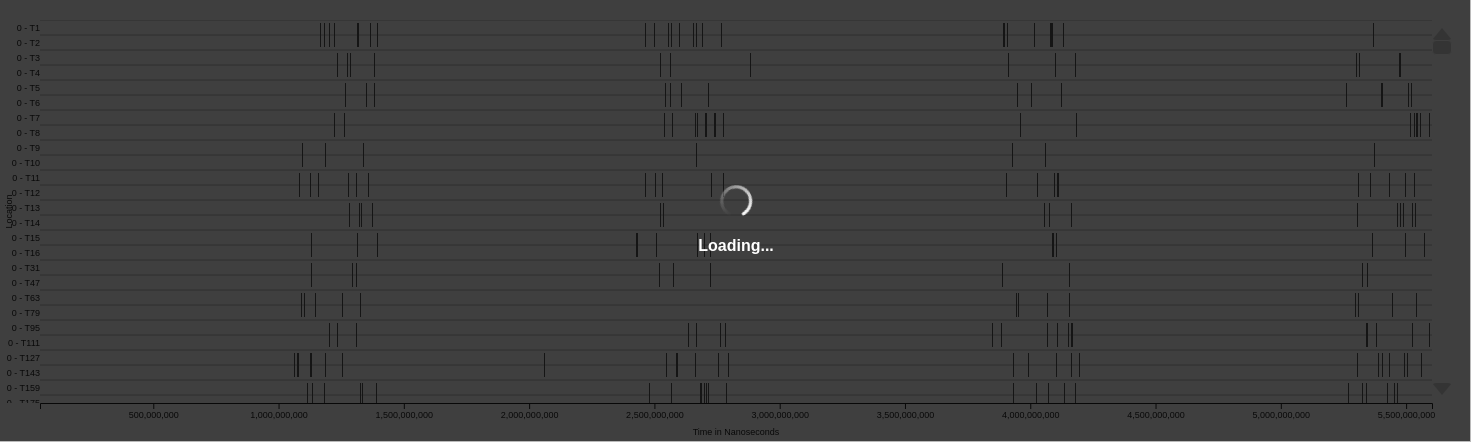 0 - T1
0 - T2
0 - T3
0 - T4
0 - T5
0 - T6
0 - T7
0 - T8
0 - T9
0 - T10
0 - T11
0 - T12
Location
0 - T13
0 - T14
0 - T15
0 - T16
Loading...
0 - T31
0 - T47
0 - T63
0 - T79
0 - T95
0 - T111
0 - T127
0 - T143
0 - T159
0 - T175
500,000,000 1,000,000,000 1,500,000,000 2,000,000,000 2,500,000,000 3,000,000,000 3,500,000,000 4,000,000,000 4,500,000,000 5,000,000,000 5,500,000,000
Time in Nanoseconds